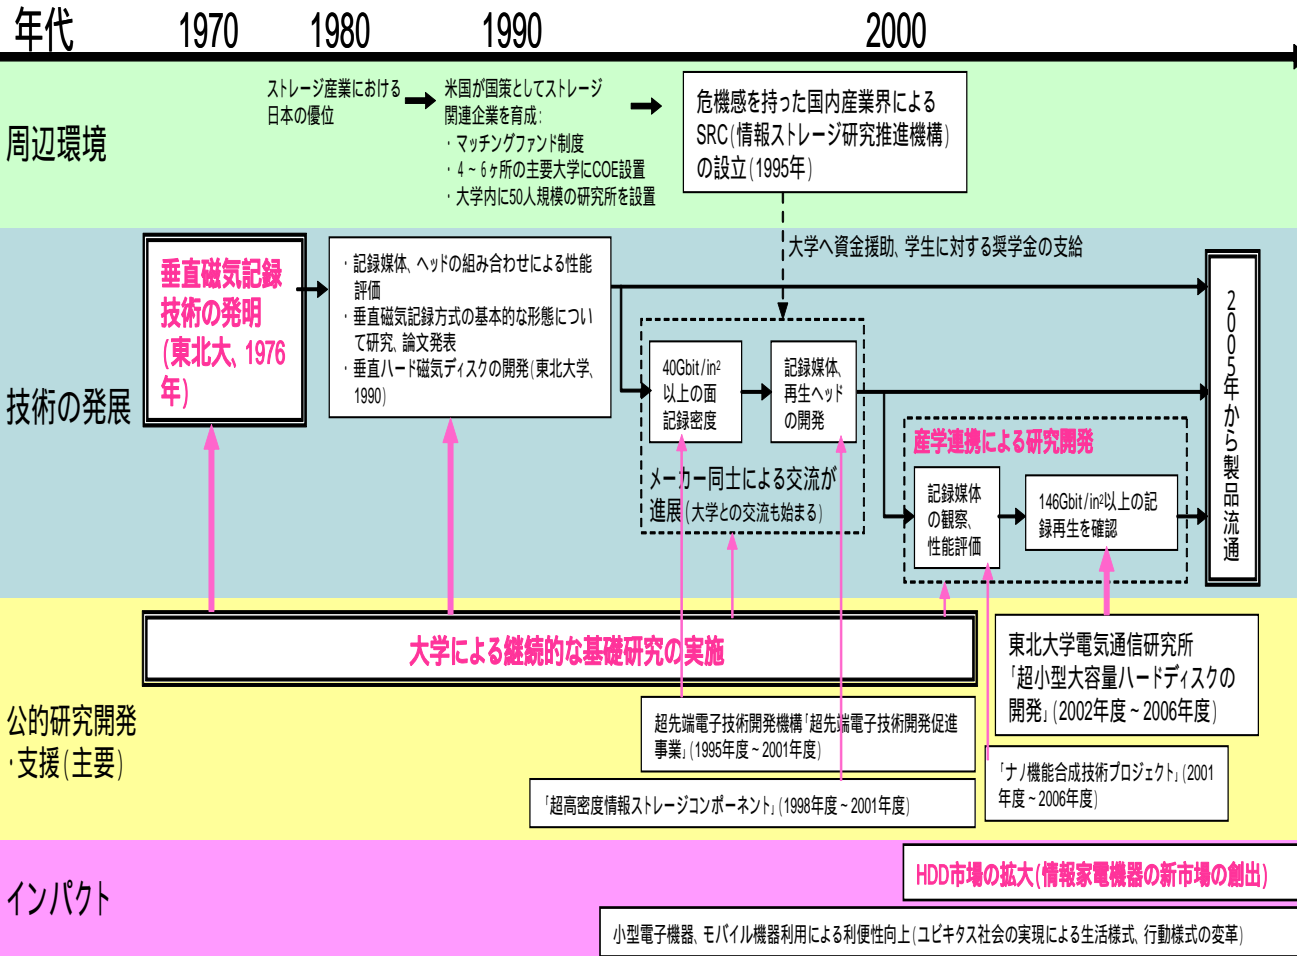 年代
1970
1980
1990
2000
周辺環境
ストレージ産業における
日本の優位
米国が国策としてストレージ
関連企業を育成:
・マッチングファンド制度
・4～6ヶ所の主要大学にCOE設置
・大学内に50人規模の研究所を設置
危機感を持った国内産業界による
SRC(情報ストレージ研究推進機構)
の設立(1995年)
大学へ資金援助、学生に対する奨学金の支給
技術の発展
垂直磁気記録
技術の発明
(東北大、1976
年)
・記録媒体、ヘッドの組み合わせによる性能
評価
・垂直磁気記録方式の基本的な形態につい
て研究、論文発表
・垂直ハード磁気ディスクの開発(東北大学、
1990)
40Gbit/in²
以上の面
記録密度
記録媒体、
再生ヘッド
の開発
メーカー同士による交流が
進展(大学との交流も始まる)
産学連携による研究開発
記録媒体
の観察、
性能評価
146Gbit/in²以上の記
録再生を確認
2005年から製品流通
公的研究開発
・支援(主要)
大学による継続的な基礎研究の実施
東北大学電気通信研究所
「超小型大容量ハードディスクの
開発」(2002年度～2006年度)
超先端電子技術開発機構「超先端電子技術開発促進
事業」(1995年度～2001年度)
「ナノ機能合成技術プロジェクト」(2001
年度～2006年度)
「超高密度情報ストレージコンポーネント」(1998年度～2001年度)
インパクト
HDD市場の拡大(情報家電機器の新市場の創出)
小型電子機器、モバイル機器利用による利便性向上(ユビキタス社会の実現による生活様式、行動様式の変革)